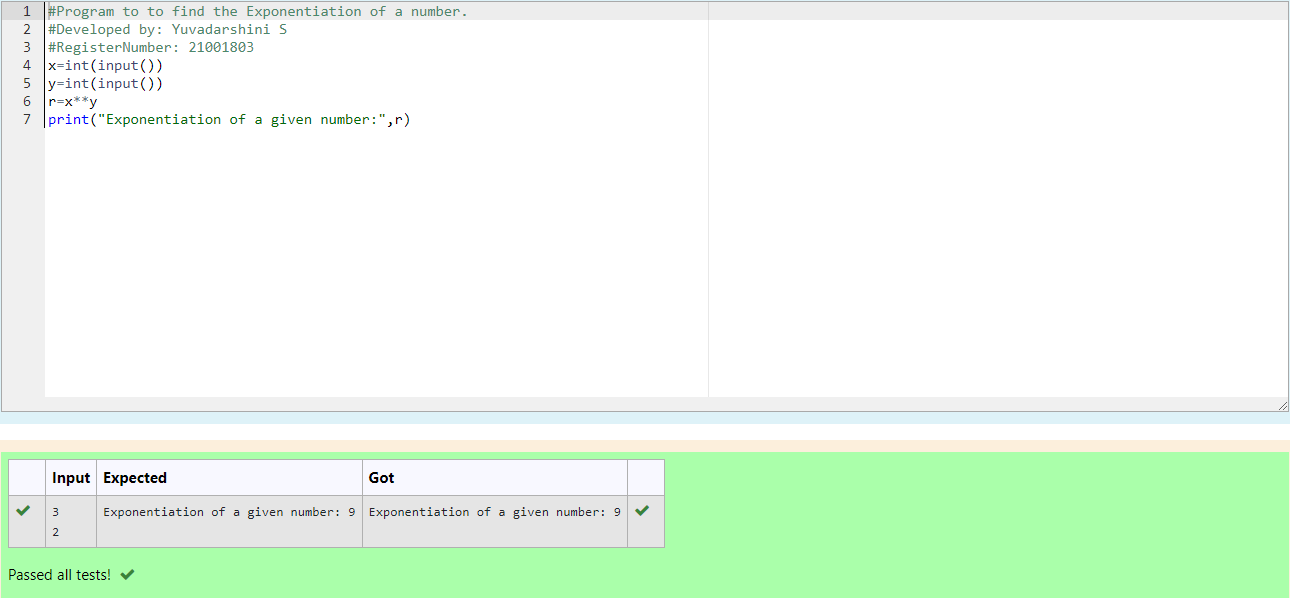 1 #Program to to find the Exponentiation of a number.
2 #Developed by: Yuvadarshini S
3 #RegisterNumber: 21001803
4 x=int(input())
5 y=int(input())
6 r=x**y
7 print("Exponentiation of a given number:",r)
Input Expected Got
3 Exponentiation of a given number: 9 Exponentiation of a given number: 9
2
Passed all tests!